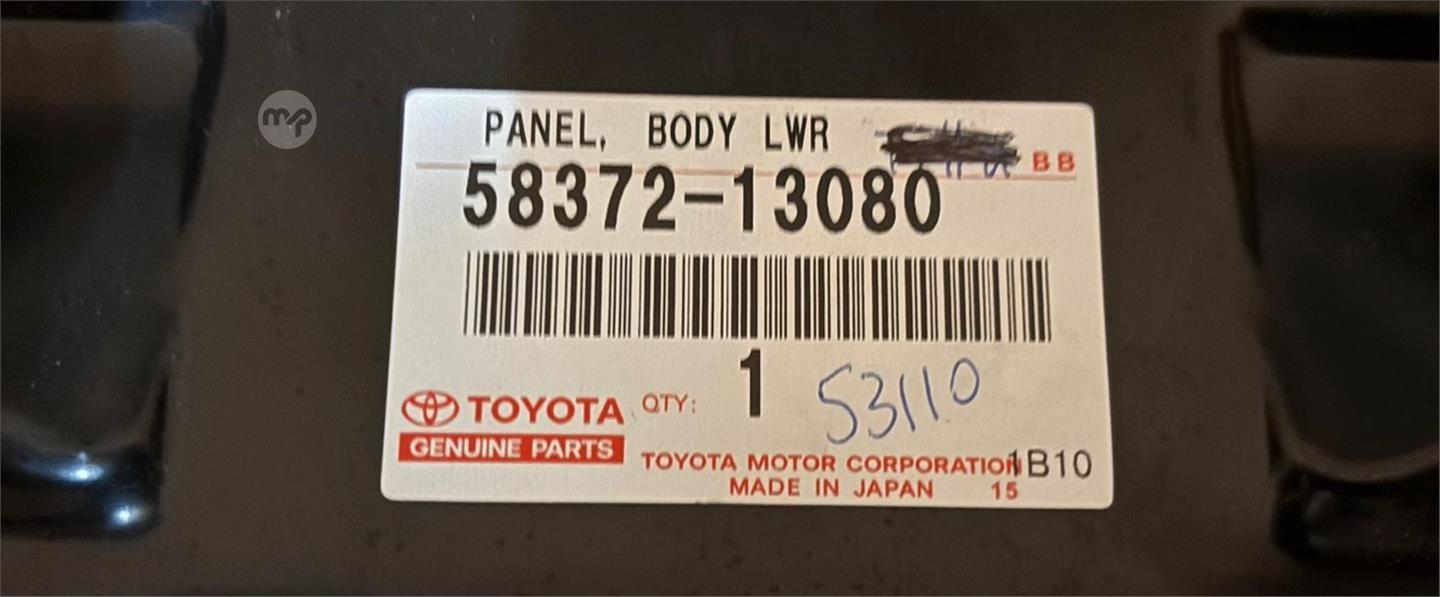 mp
PANEL, BODY LWR
BB
58372-13080
1
53110
TOYOTA QTY:
GENUINE PARTS
TOYOTA MOTOR CORPORATION 1B10
MADE IN JAPAN 15